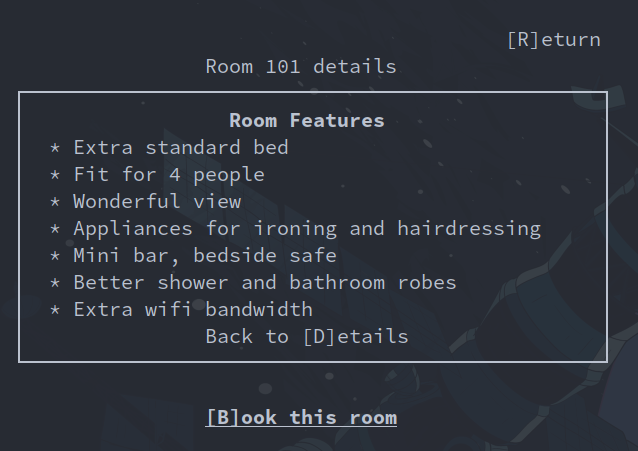 [R]eturn
Room 101 details
Room Features
* Extra standard bed
* Fit for 4 people
* Wonderful view
* Appliances for ironing and hairdressing
* Mini bar, bedside safe
* Better shower and bathroom robes
* Extra wifi bandwidth
Back to [D]etails
[B]ook this room